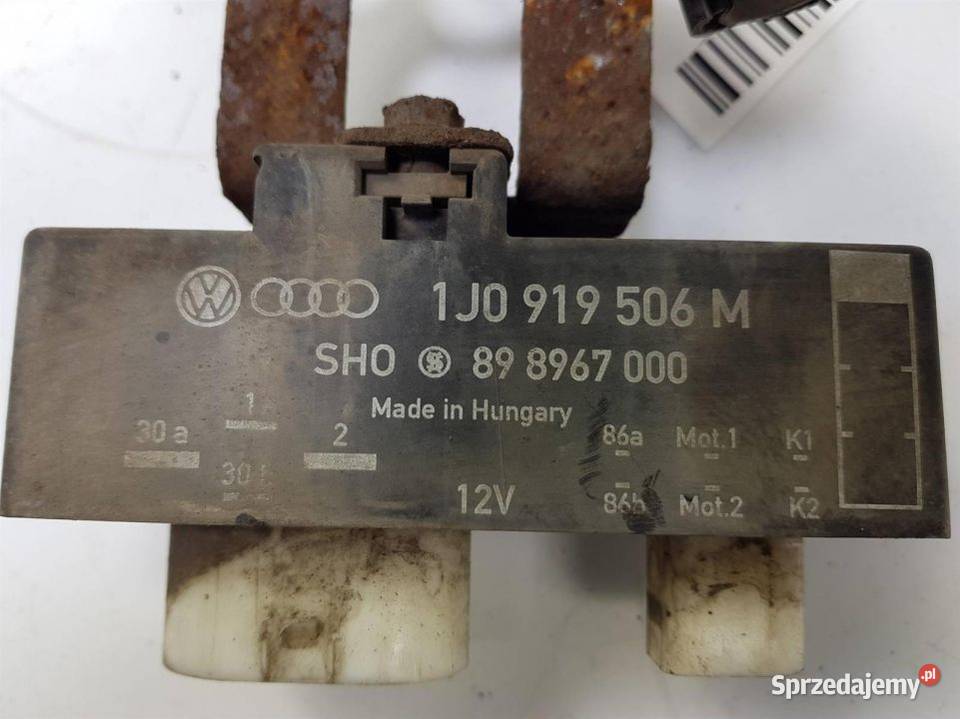 1J0 919 506 M
SHO 89 8967 000
Made in Hungary
30 a 1 2 86a Mot.1 K1
30
12V 86b Mot.2 K2
Sprzedajemy.pl